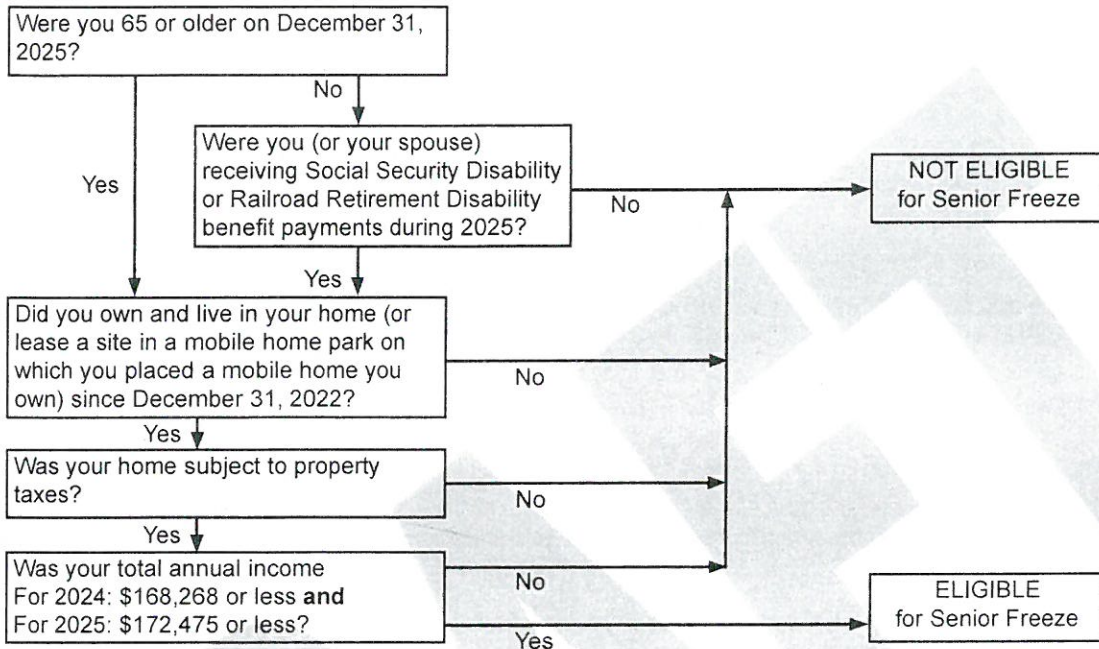 Were you 65 or older on December 31,
2025?
No
Yes
Were you (or your spouse)
receiving Social Security Disability
or Railroad Retirement Disability
benefit payments during 2025?
No
NOT ELIGIBLE
for Senior Freeze
Yes
Did you own and live in your home (or
lease a site in a mobile home park on
which you placed a mobile home you
own) since December 31, 2022?
No
Yes
Was your home subject to property
taxes?
No
Yes
Was your total annual income
For 2024: $168,268 or less and
For 2025: $172,475 or less?
No
Yes
ELIGIBLE
for Senior Freeze